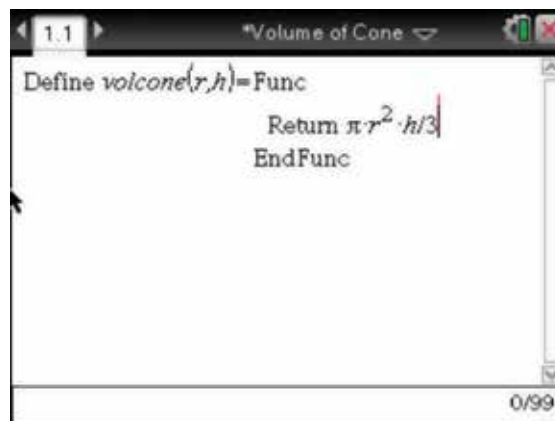 1.1 *Volume of Cone
Define volcone(r,h)=Func
Return π·r²·h/3
EndFunc
0/99